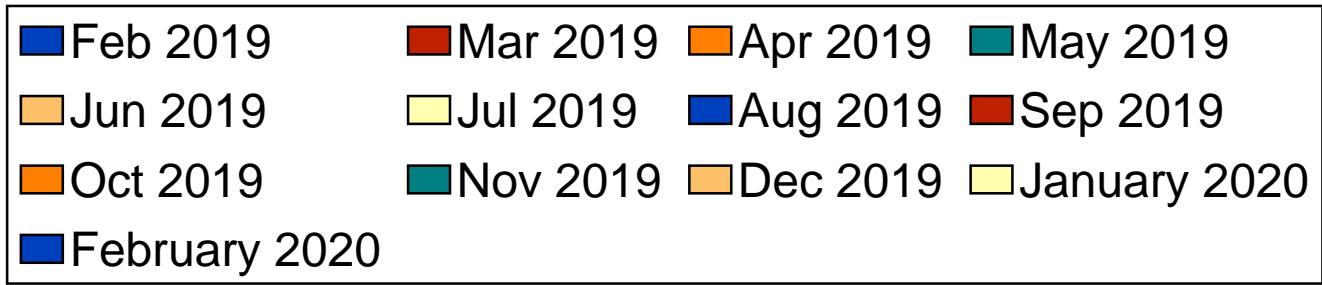 Feb 2019 Mar 2019 Apr 2019 May 2019
Jun 2019 Jul 2019 Aug 2019 Sep 2019
Oct 2019 Nov 2019 Dec 2019 January 2020
February 2020